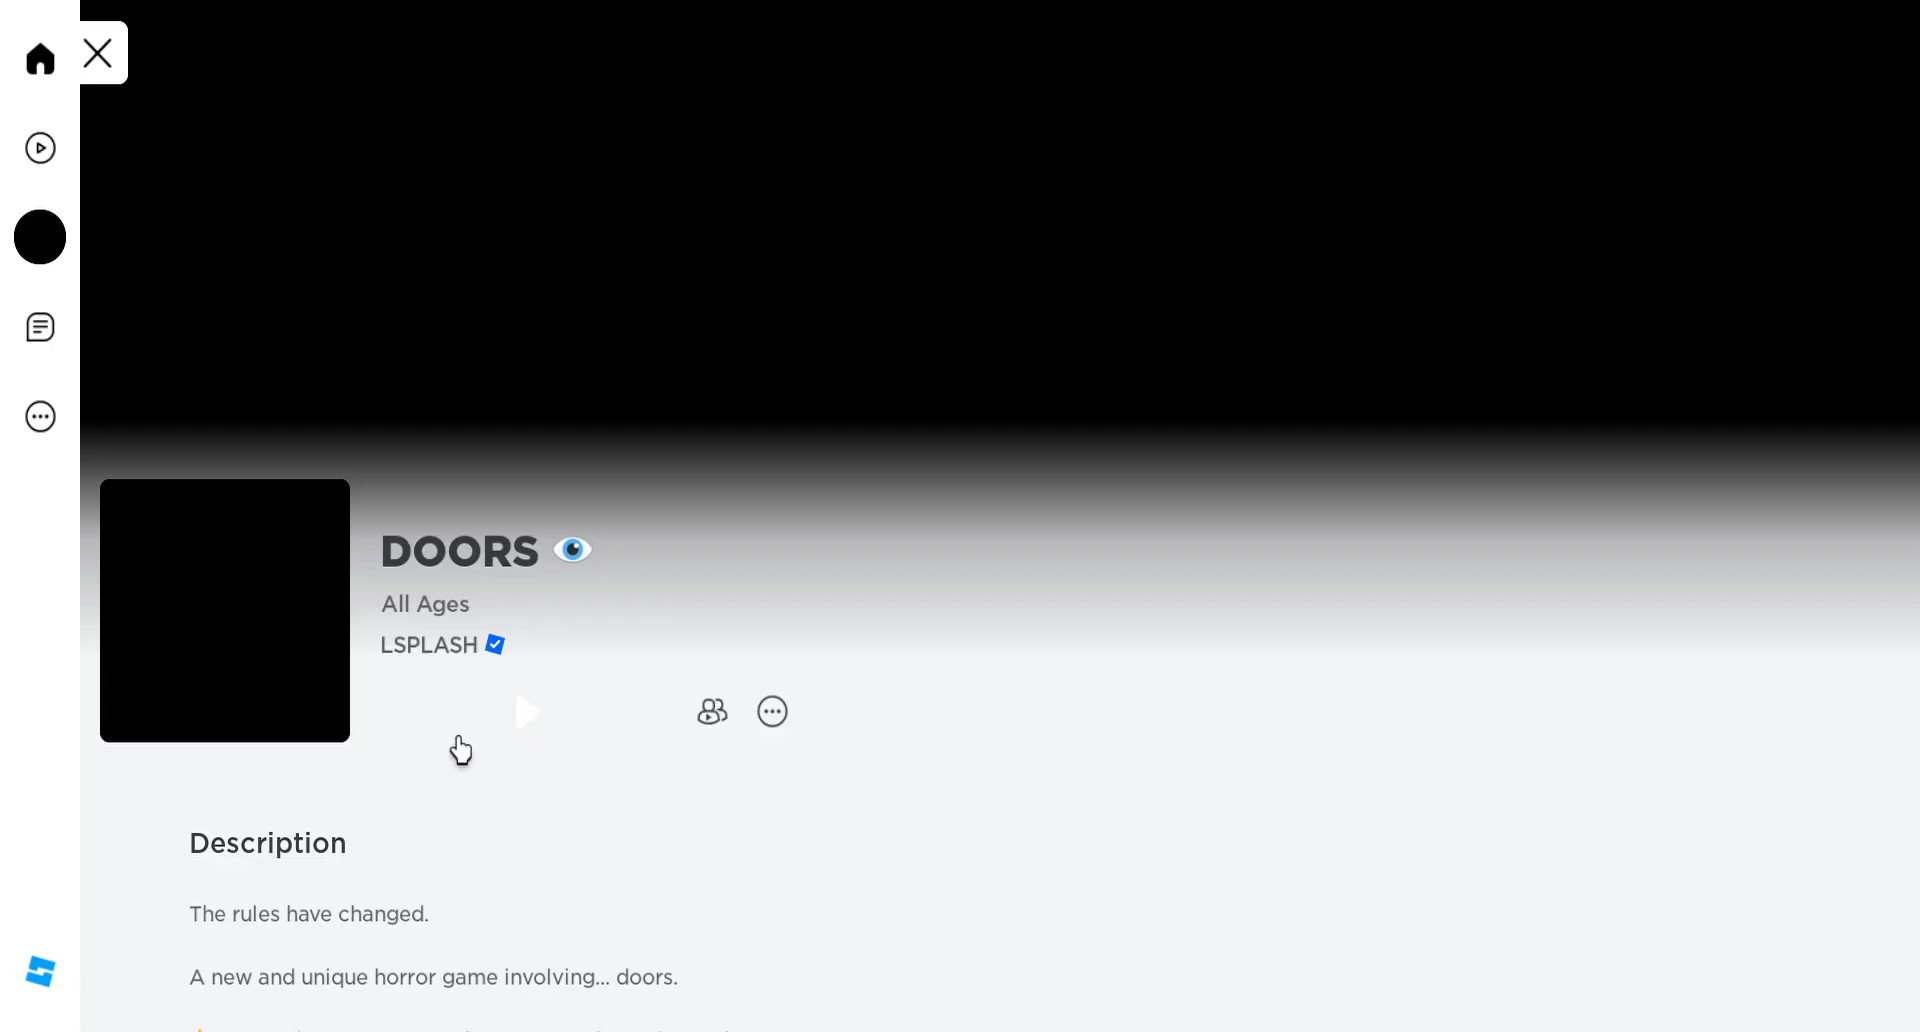 DOORS 👁️
All Ages
LSPLASH
Description
The rules have changed.
A new and unique horror game involving... doors.